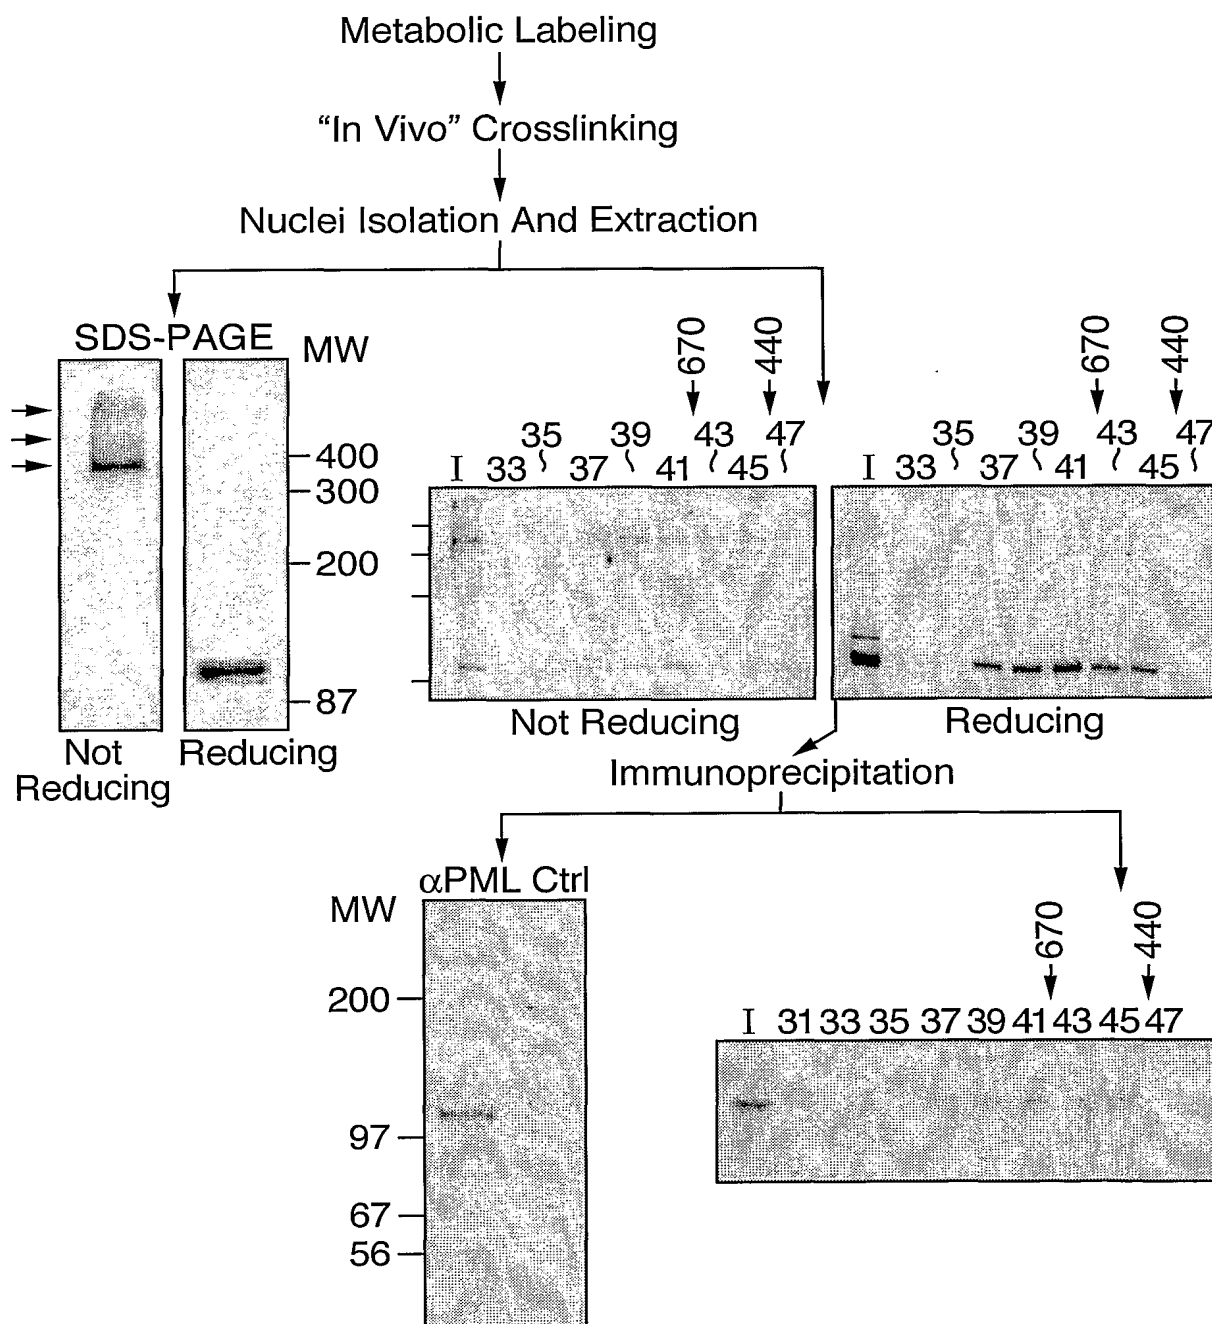 Metabolic Labeling
“In Vivo” Crosslinking
Nuclei Isolation And Extraction
SDS-PAGE
MW
400
300
200
87
Not
Reducing
Reducing
670
440
35
39
43
47
I
33
37
41
45
Not Reducing
670
440
35
39
43
47
I
33
37
41
45
Reducing
Immunoprecipitation
αPML Ctrl
MW
200
97
67
56
670
440
I 31 33 35 37 39 41 43 45 47